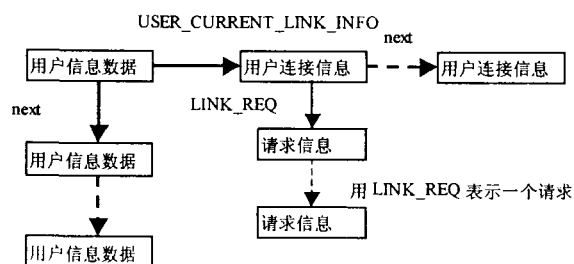 USER_CURRENT_LINK_INFO
next
用户信息数据
用户连接信息
用户连接信息
next
LINK_REQ
用户信息数据
请求信息
用 LINK_REQ 表示一个请求
请求信息
用户信息数据